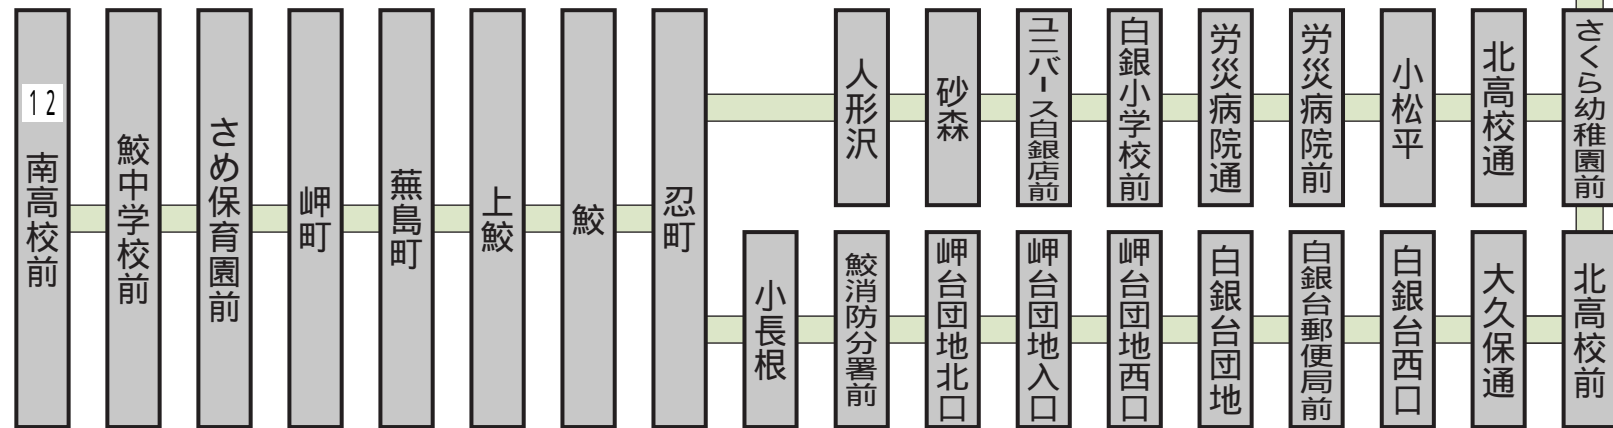 12
南高校前
鮫中学校前
さめ保育園前
岬町
蕪島町
上鮫
鮫
忍町
人形沢
砂森
ユニバース白銀店前
白銀小学校前
労災病院通
労災病院前
小松平
北高校通
さくら幼稚園前
小長根
鮫消防分署前
岬台団地北口
岬台団地入口
岬台団地西口
白銀台団地
白銀台郵便局前
白銀台西口
大久保通
北高校前